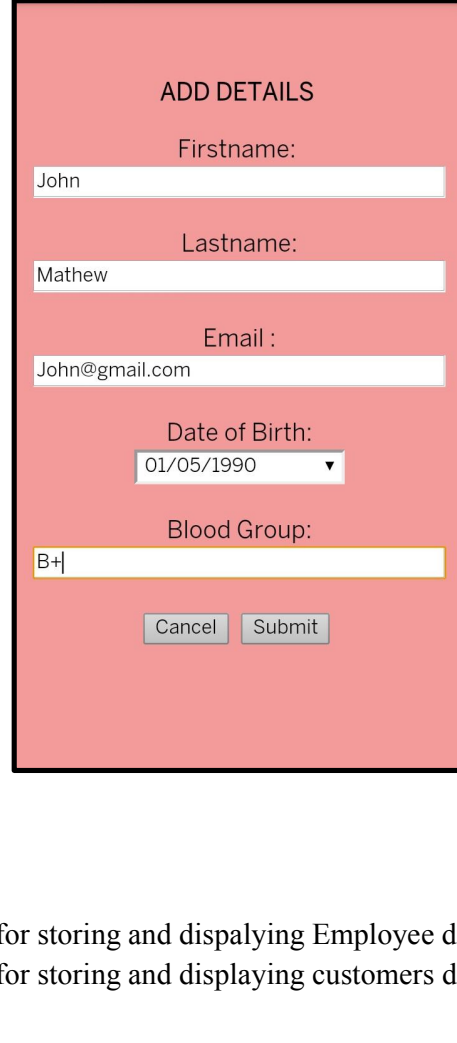 ADD DETAILS
Firstname:
John
Lastname:
Mathew
Email :
John@gmail.com
Date of Birth:
01/05/1990
Blood Group:
B+
Cancel Submit
for storing and dispalying Employee d
for storing and displaying customers d